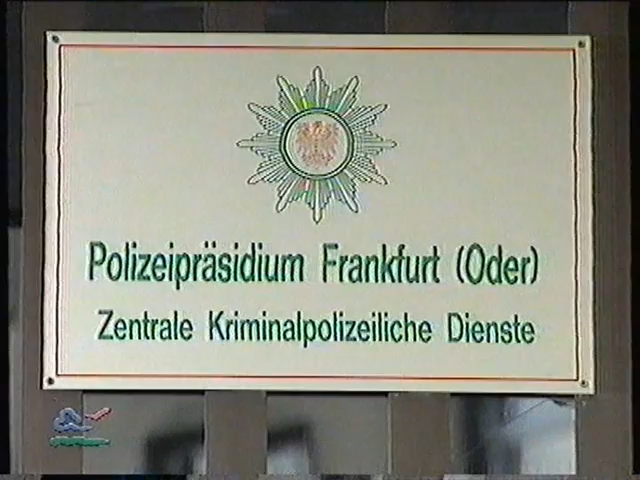 Polizeipräsidium Frankfurt (Oder)
Zentrale Kriminalpolizeiliche Dienste